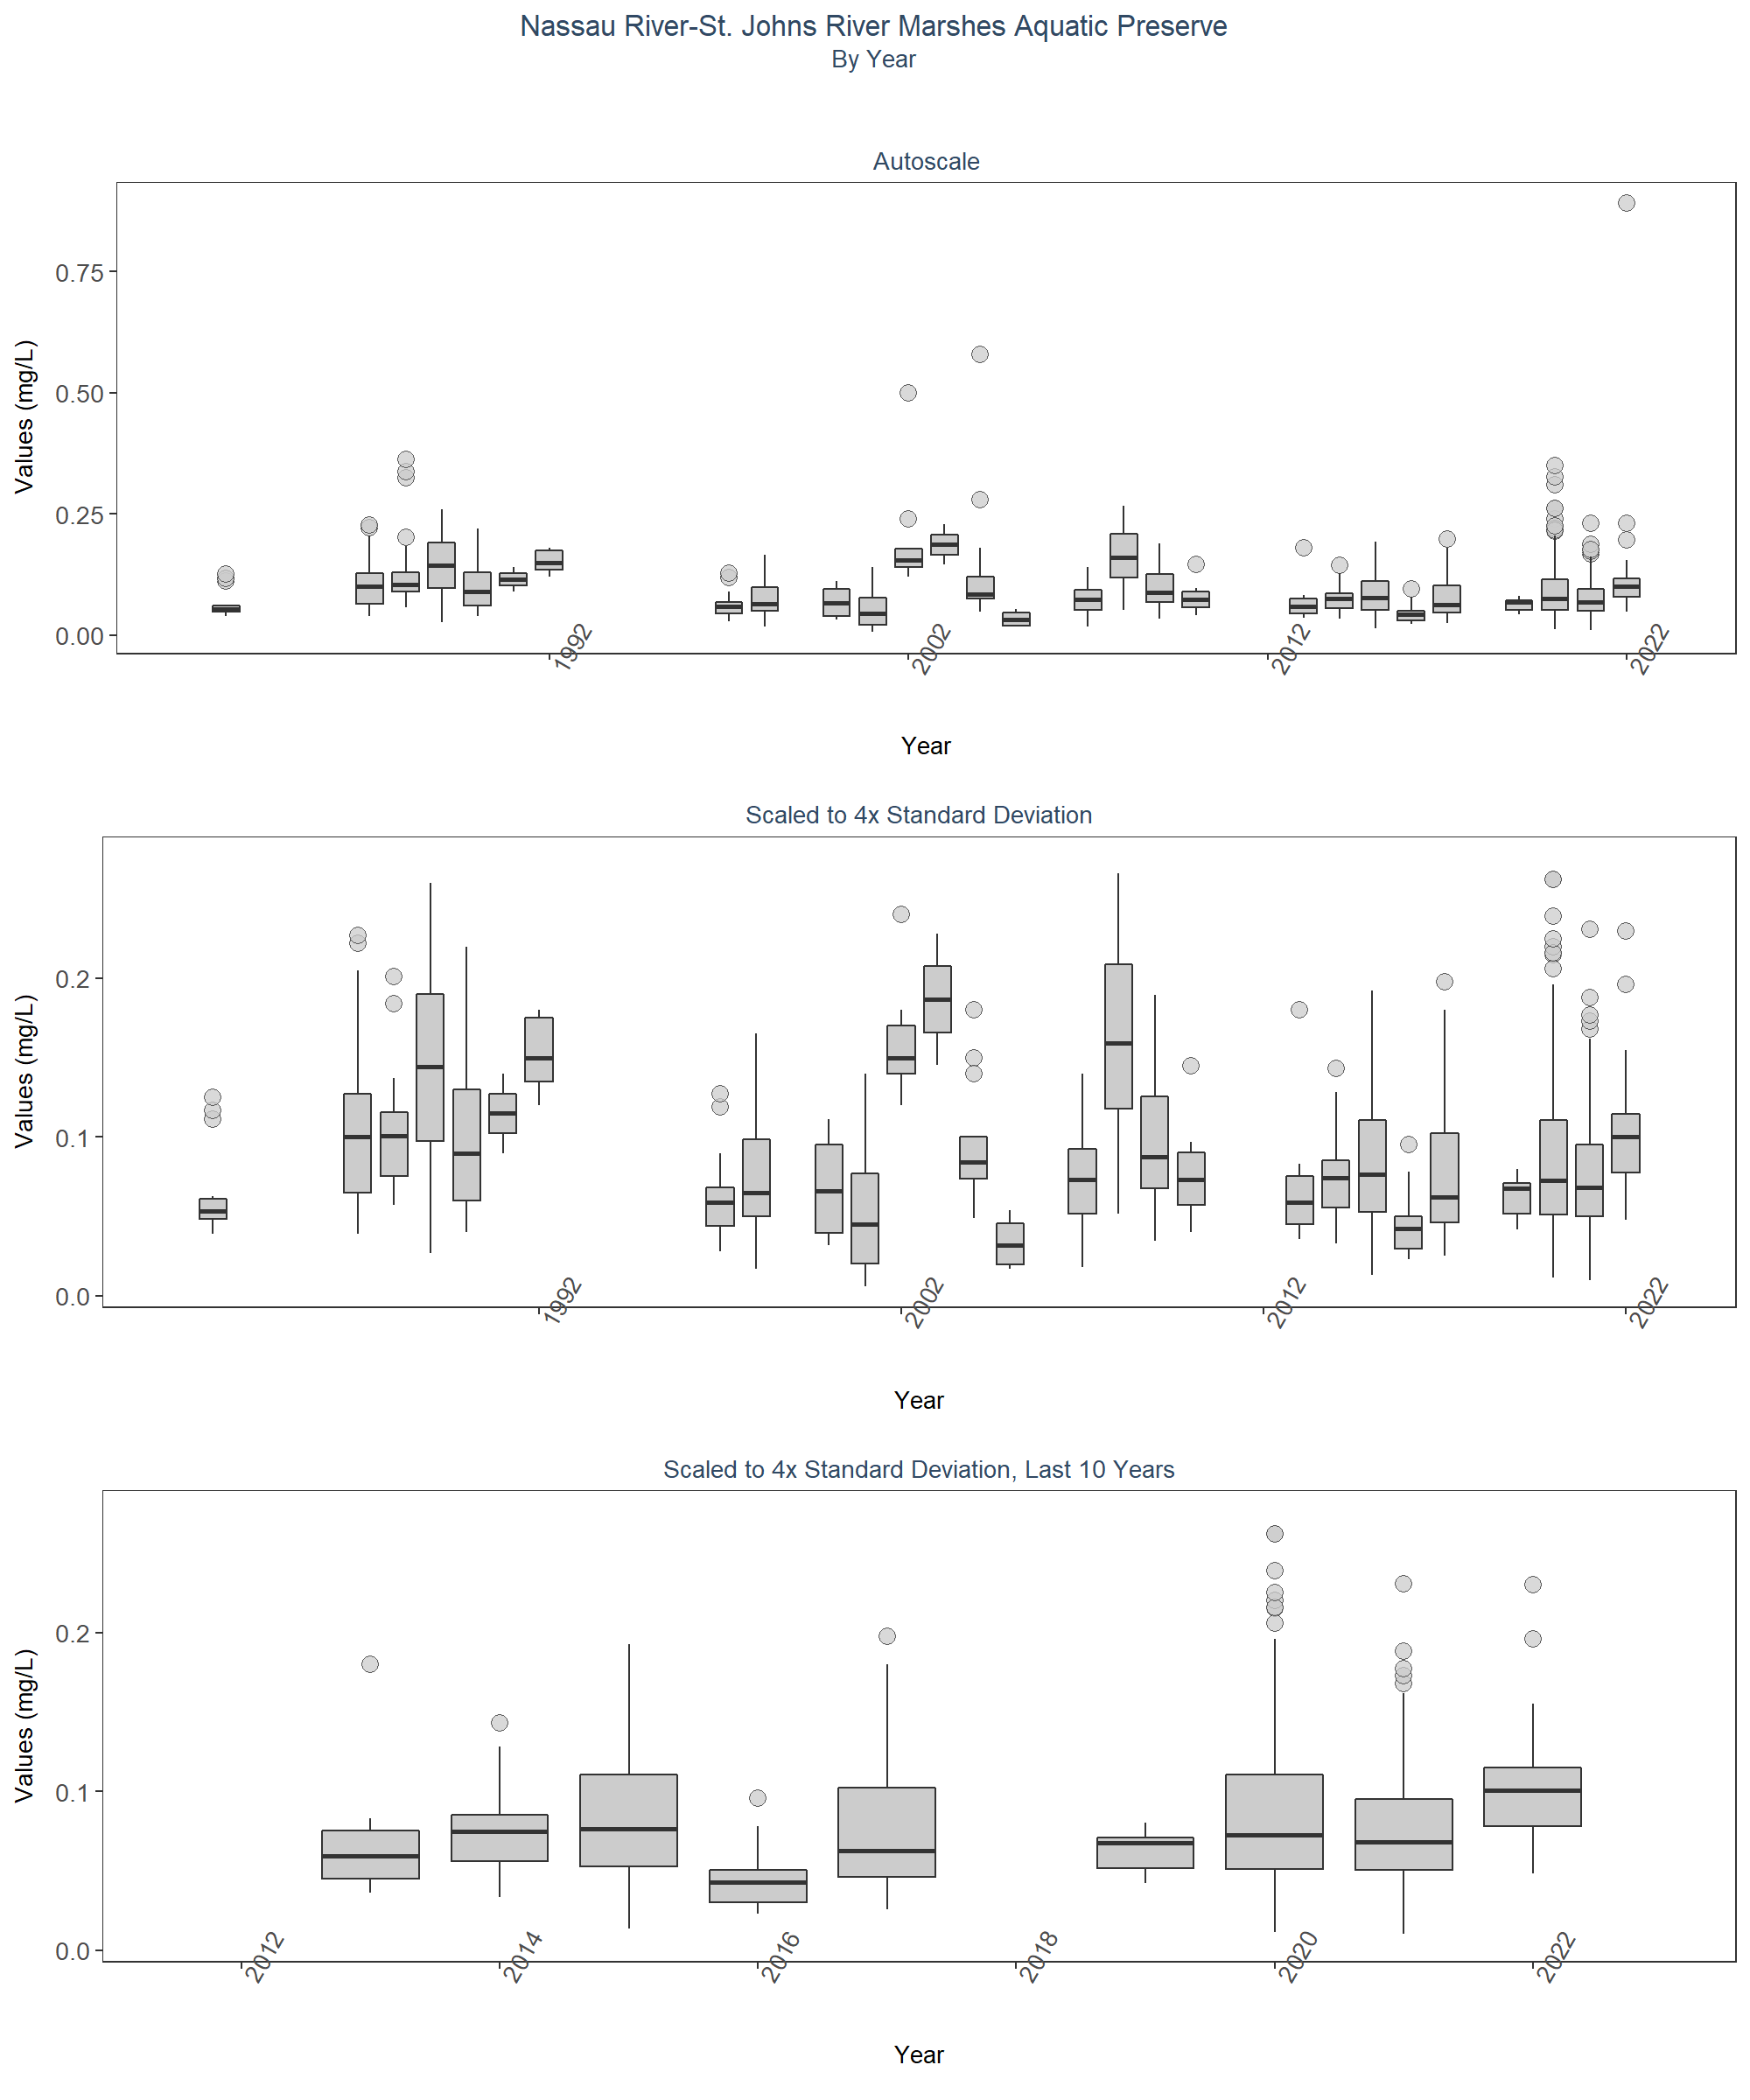 Nassau River-St. Johns River Marshes Aquatic Preserve
By Year
Autoscale
Values (mg/L)
0.75
0.50
0.25
0.00
1992
2002
2012
2022
Year
Scaled to 4x Standard Deviation
Values (mg/L)
0.2
0.1
0.0
1992
2002
2012
2022
Year
Scaled to 4x Standard Deviation, Last 10 Years
Values (mg/L)
0.2
0.1
0.0
2012
2014
2016
2018
2020
2022
Year